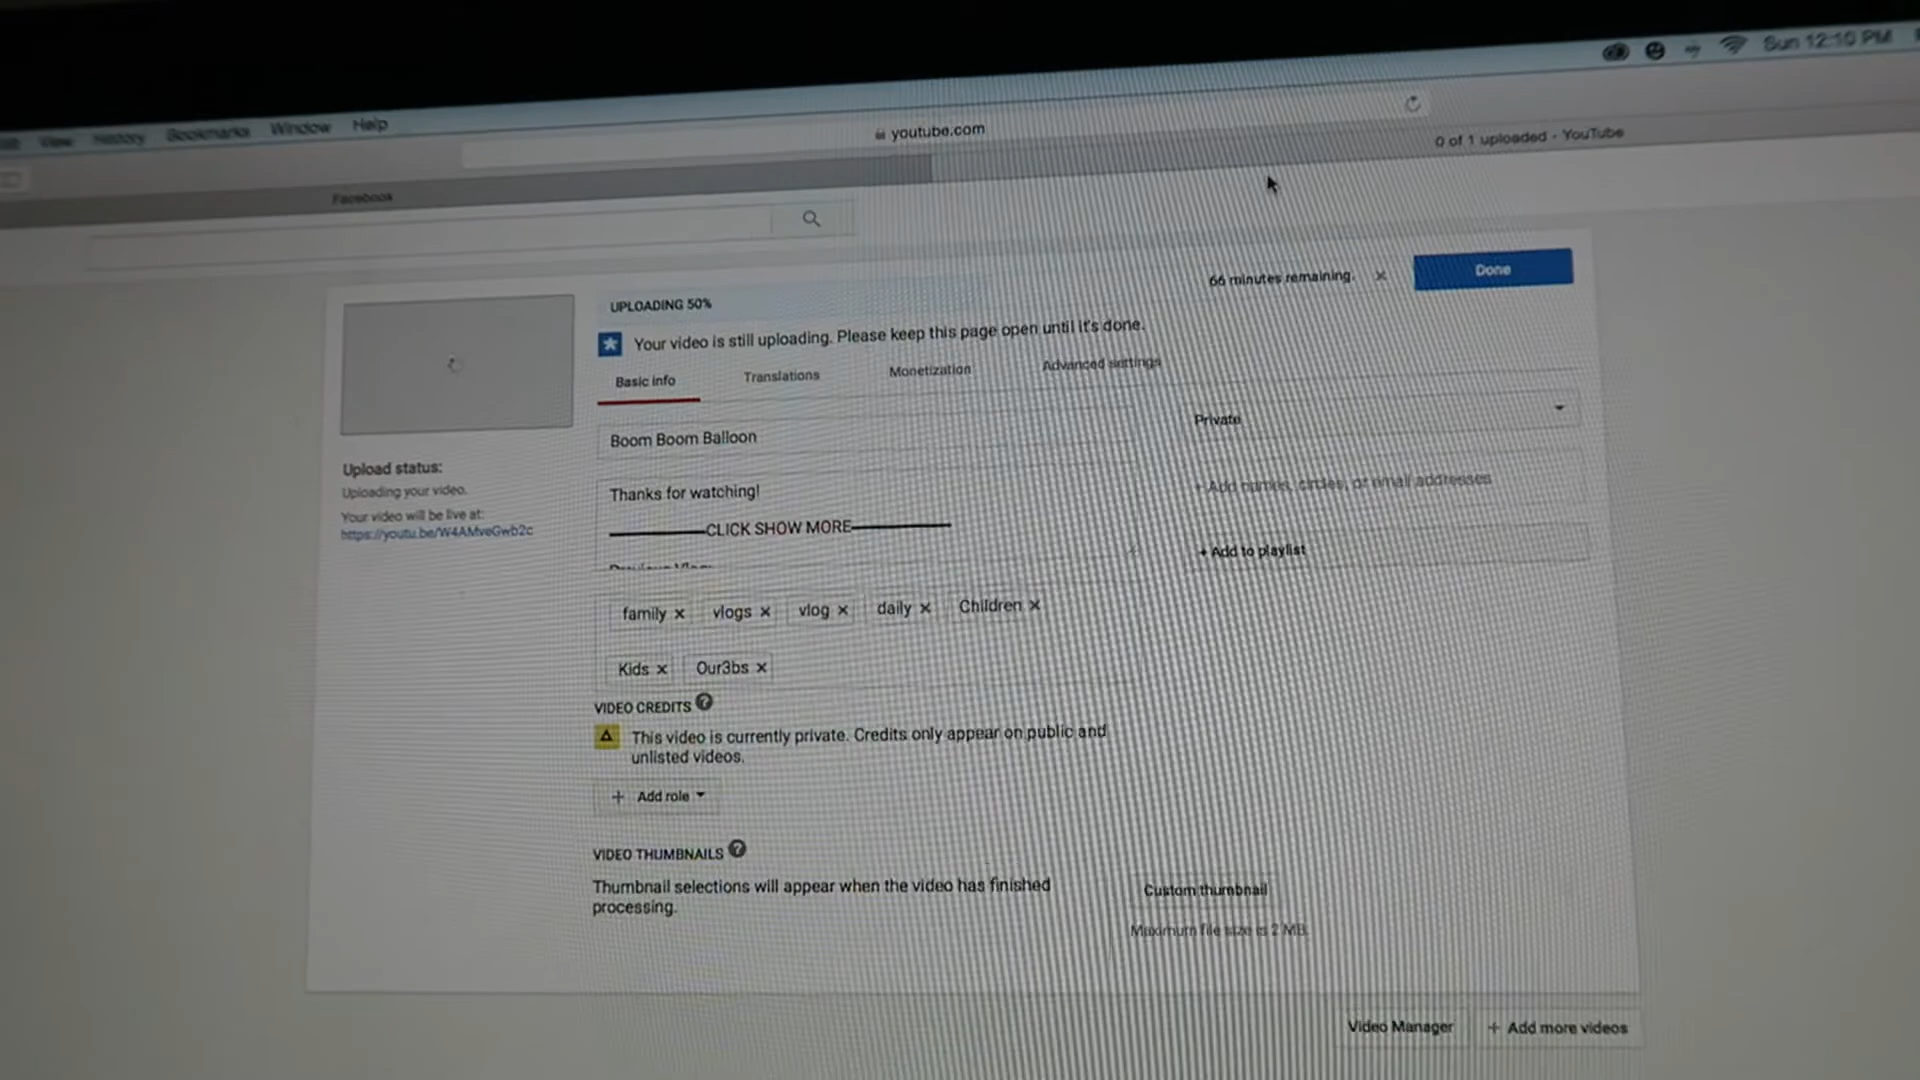 View History Bookmarks Window Help
Sun 12:10 PM
youtube.com
Facebook
0 of 1 uploaded - YouTube
UPLOADING 50%
66 minutes remaining. ×
Done
Your video is still uploading. Please keep this page open until it's done.
Basic info
Translations
Monetization
Advanced settings
Boom Boom Balloon
Private
Thanks for watching!
+ Add names, circles, or email addresses
CLICK SHOW MORE
+ Add to playlist
Upload status:
Uploading your video.
Your video will be live at:
https://youtu.be/W4AMveGwb2c
family × vlogs × vlog × daily × Children ×
Kids × Our3bs ×
VIDEO CREDITS ?
This video is currently private. Credits only appear on public and
unlisted videos.
+ Add role
VIDEO THUMBNAILS ?
Thumbnail selections will appear when the video has finished
processing.
Custom thumbnail
Maximum file size is 2 MB.
Video Manager
+ Add more videos